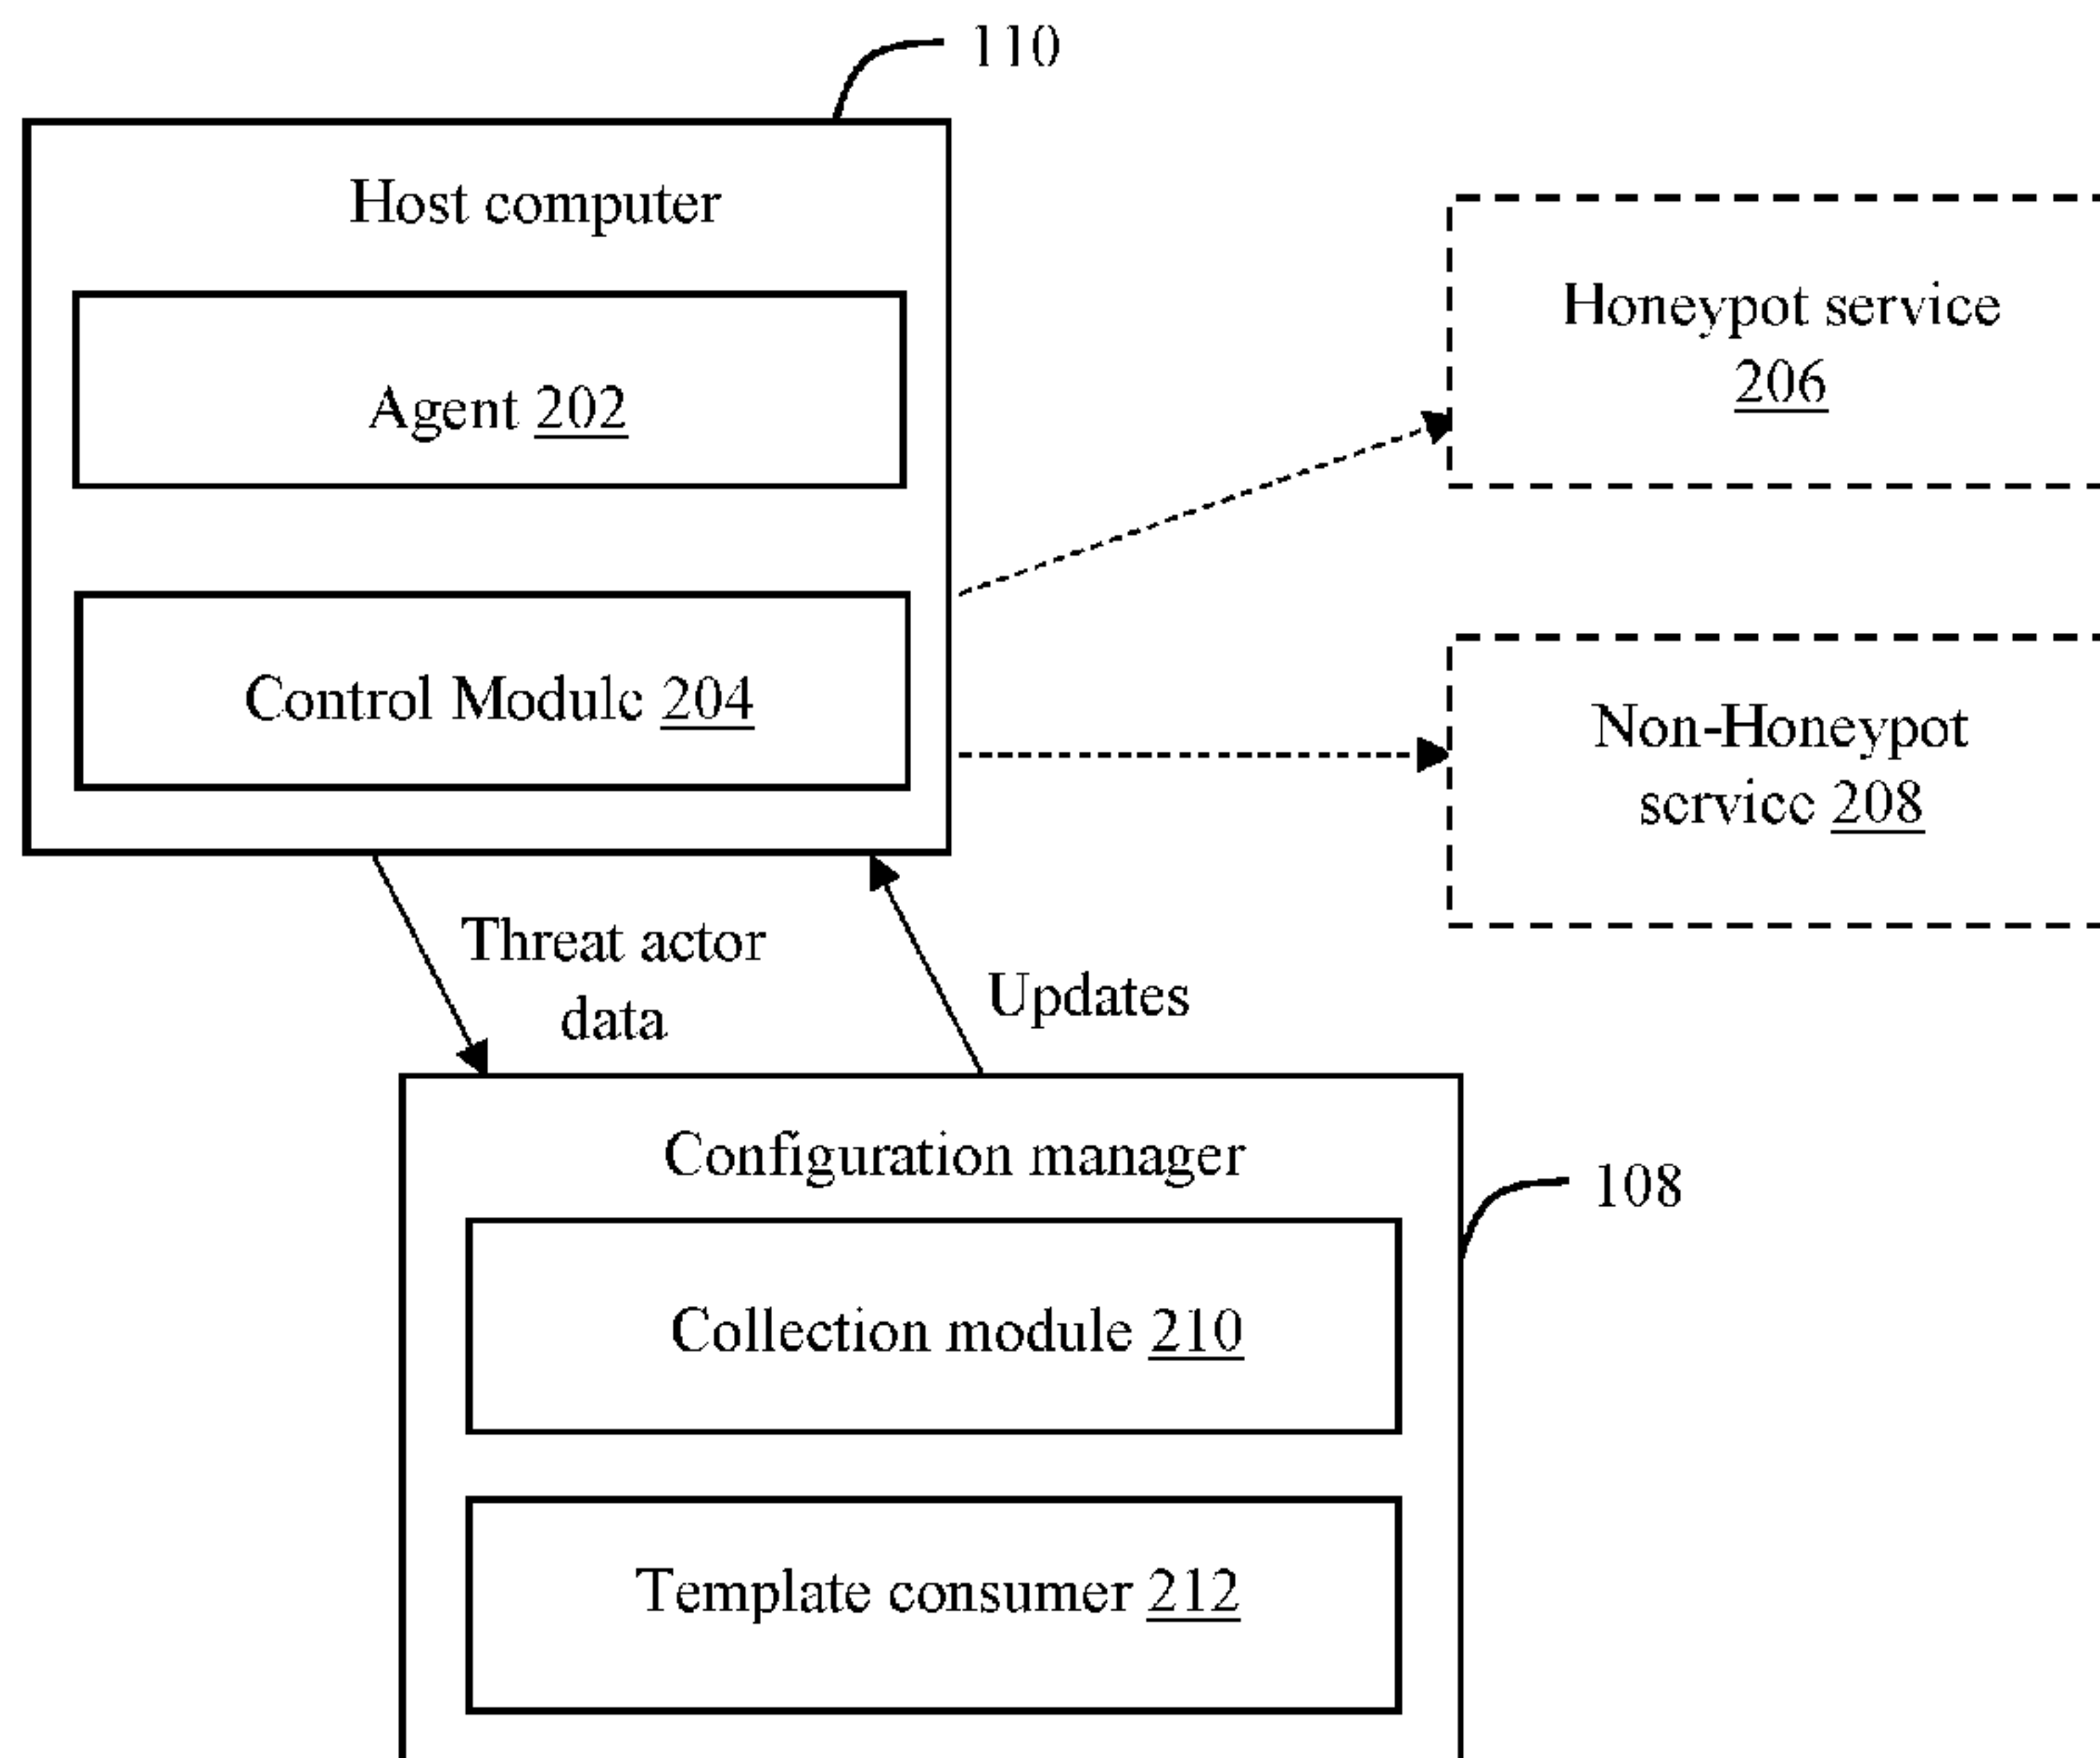 110
Host computer
Agent 202
Control Module 204
Honeypot service
206
Non-Honeypot
service 208
Threat actor
data
Updates
Configuration manager
108
Collection module 210
Template consumer 212